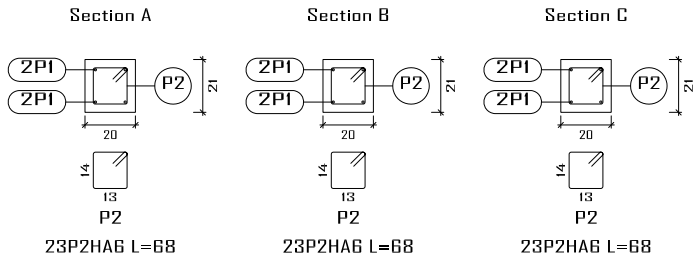 Section A
2P1
2P1
P2
21
20
14
13
P2
23P2HA6 L=68
Section B
2P1
2P1
P2
21
20
14
13
P2
23P2HA6 L=68
Section C
2P1
2P1
P2
21
20
14
13
P2
23P2HA6 L=68